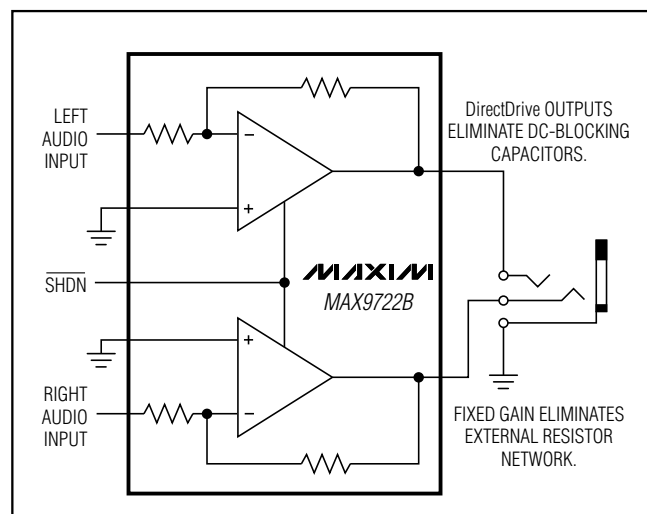 LEFT
AUDIO
INPUT
DirectDrive OUTPUTS
ELIMINATE DC-BLOCKING
CAPACITORS.
−
+
SHDN
MAXIM
MAX9722B
+
−
RIGHT
AUDIO
INPUT
FIXED GAIN ELIMINATES
EXTERNAL RESISTOR
NETWORK.